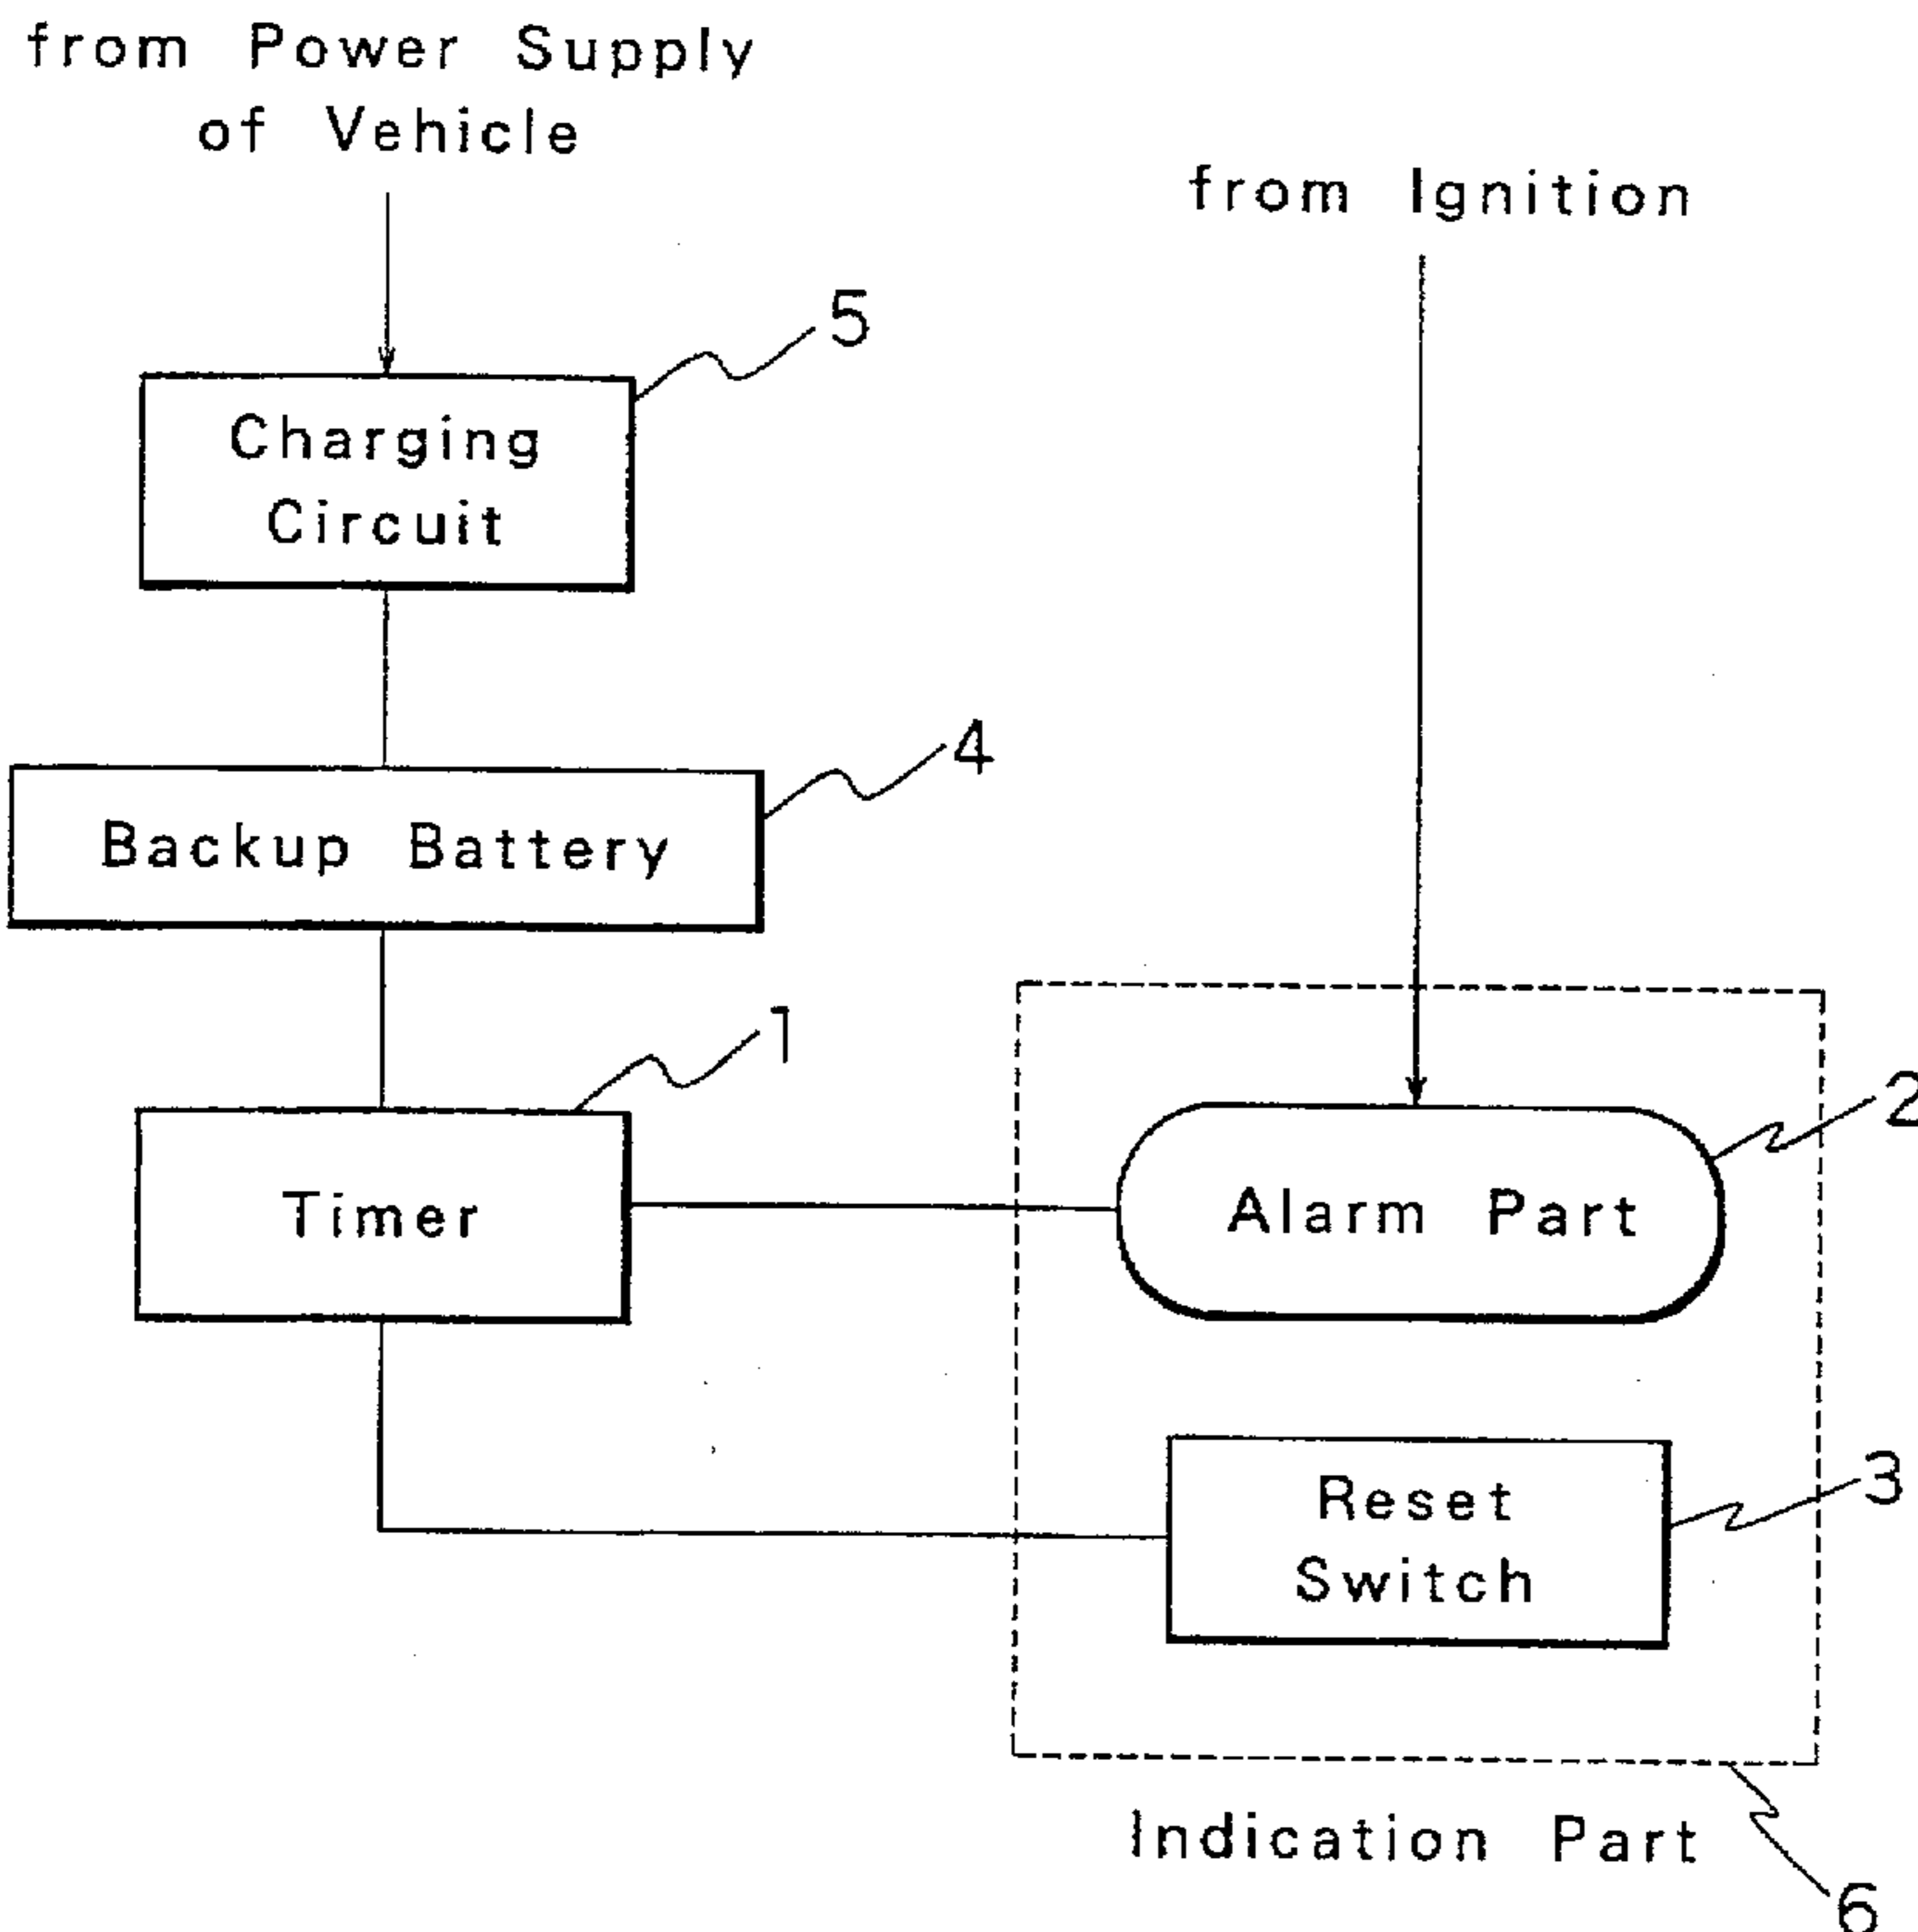 from Power Supply
of Vehicle
from Ignition
5
Charging
Circuit
4
Backup Battery
1
2
Timer
Alarm Part
3
Reset
Switch
Indication Part
6